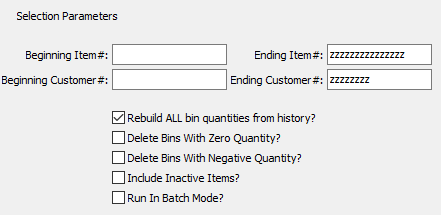 Selection Parameters
Beginning Item#: Ending Item#: zzzzzzzzzzzzzzz
Beginning Customer#: Ending Customer#: zzzzzzzz
Rebuild ALL bin quantities from history?
Delete Bins With Zero Quantity?
Delete Bins With Negative Quantity?
Include Inactive Items?
Run In Batch Mode?